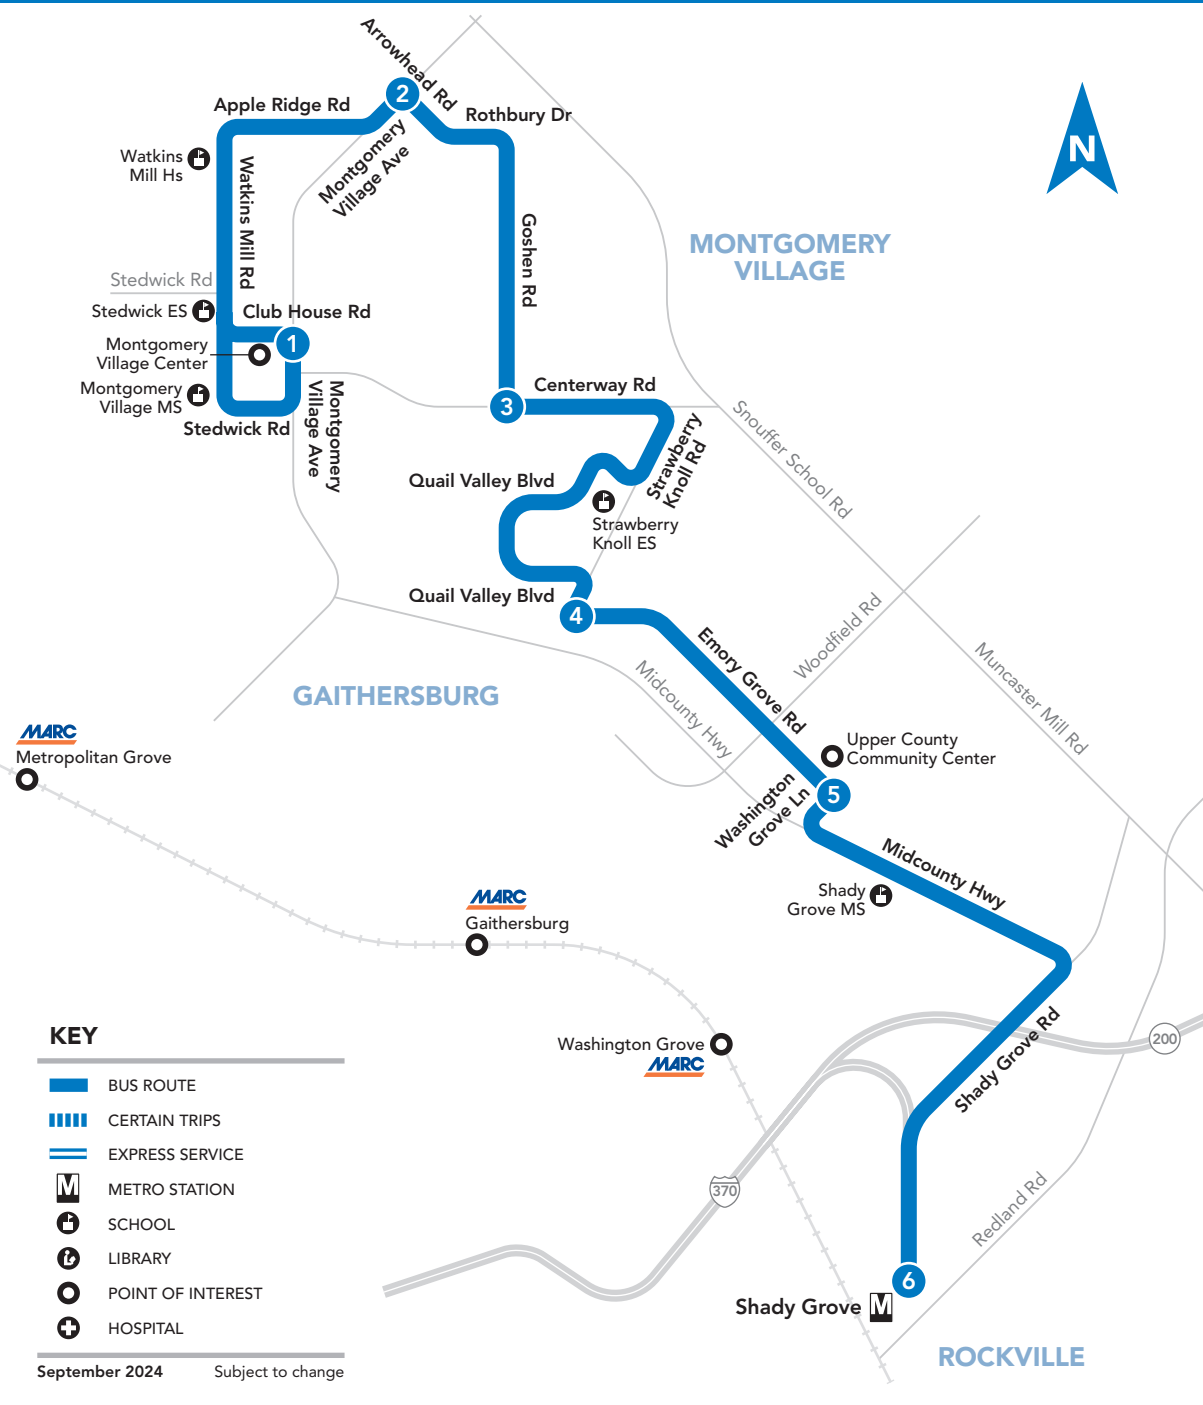 Arrowhead Rd
2
Apple Ridge Rd
Rothbury Dr
N
Watkins
Mill Hs
Montgomery
Village Ave
Watkins Mill Rd
Goshen Rd
MONTGOMERY
VILLAGE
Stedwick Rd
Stedwick ES
Club House Rd
1
Montgomery
Village Center
Montgomery
Village MS
Stedwick Rd
Montgomery
Village Ave
3
Centerway Rd
Strawberry
Knoll Rd
Snouffer School Rd
Quail Valley Blvd
Strawberry
Knoll ES
Quail Valley Blvd
4
Emory Grove Rd
Woodfield Rd
Muncaster Mill Rd
Midcounty Hwy
GAITHERSBURG
MARC
Metropolitan Grove
Upper County
Community Center
5
Washington
Grove Ln
Midcounty Hwy
Shady
Grove MS
MARC
Gaithersburg
Washington Grove
MARC
200
Shady Grove Rd
370
Redland Rd
6
Shady Grove M
ROCKVILLE
KEY
BUS ROUTE
CERTAIN TRIPS
EXPRESS SERVICE
M METRO STATION
SCHOOL
LIBRARY
POINT OF INTEREST
HOSPITAL
September 2024 Subject to change